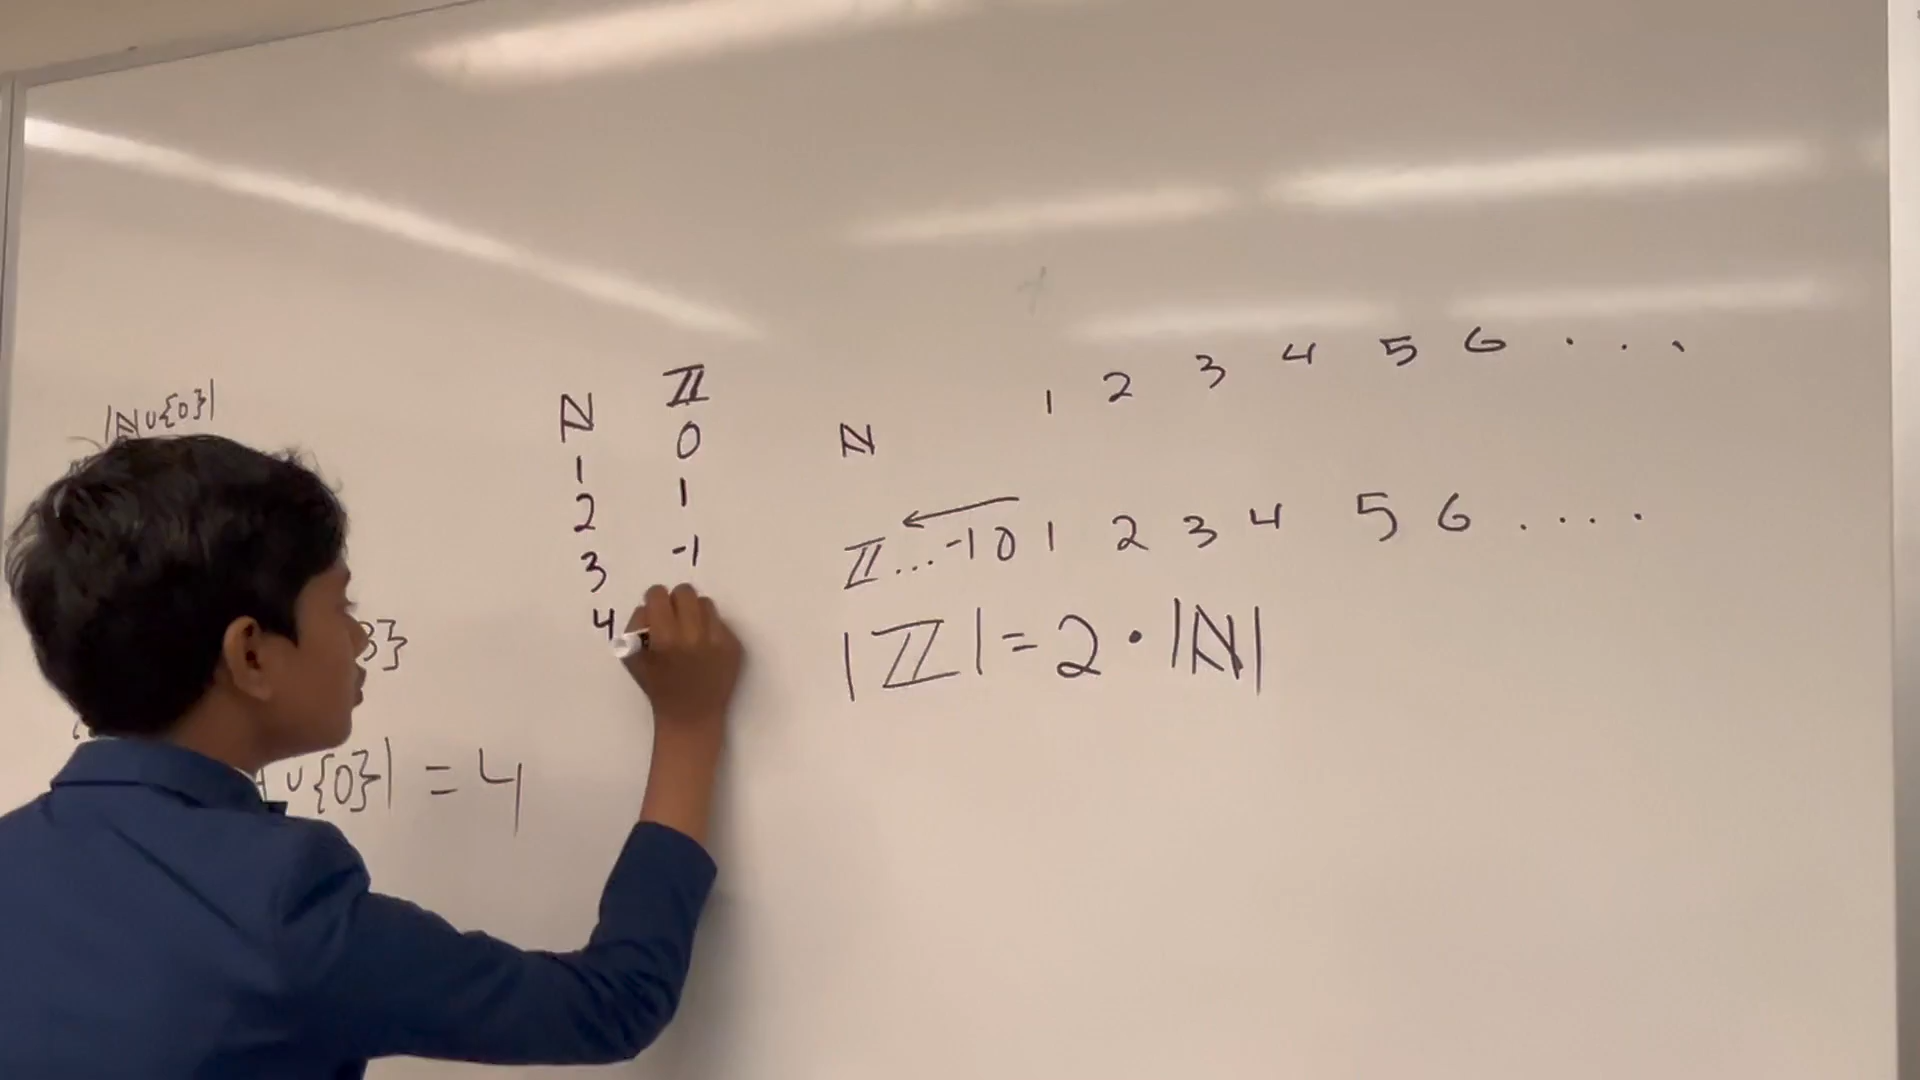 |ℕ∪{0}|
3}
∪{0}| = 4
ℕ ℤ
1 0
2 1
3 -1
4
ℕ 1 2 3 4 5 6 . . .
←
ℤ ... -1 0 1 2 3 4 5 6 . . . .
|ℤ| = 2 · |ℕ|